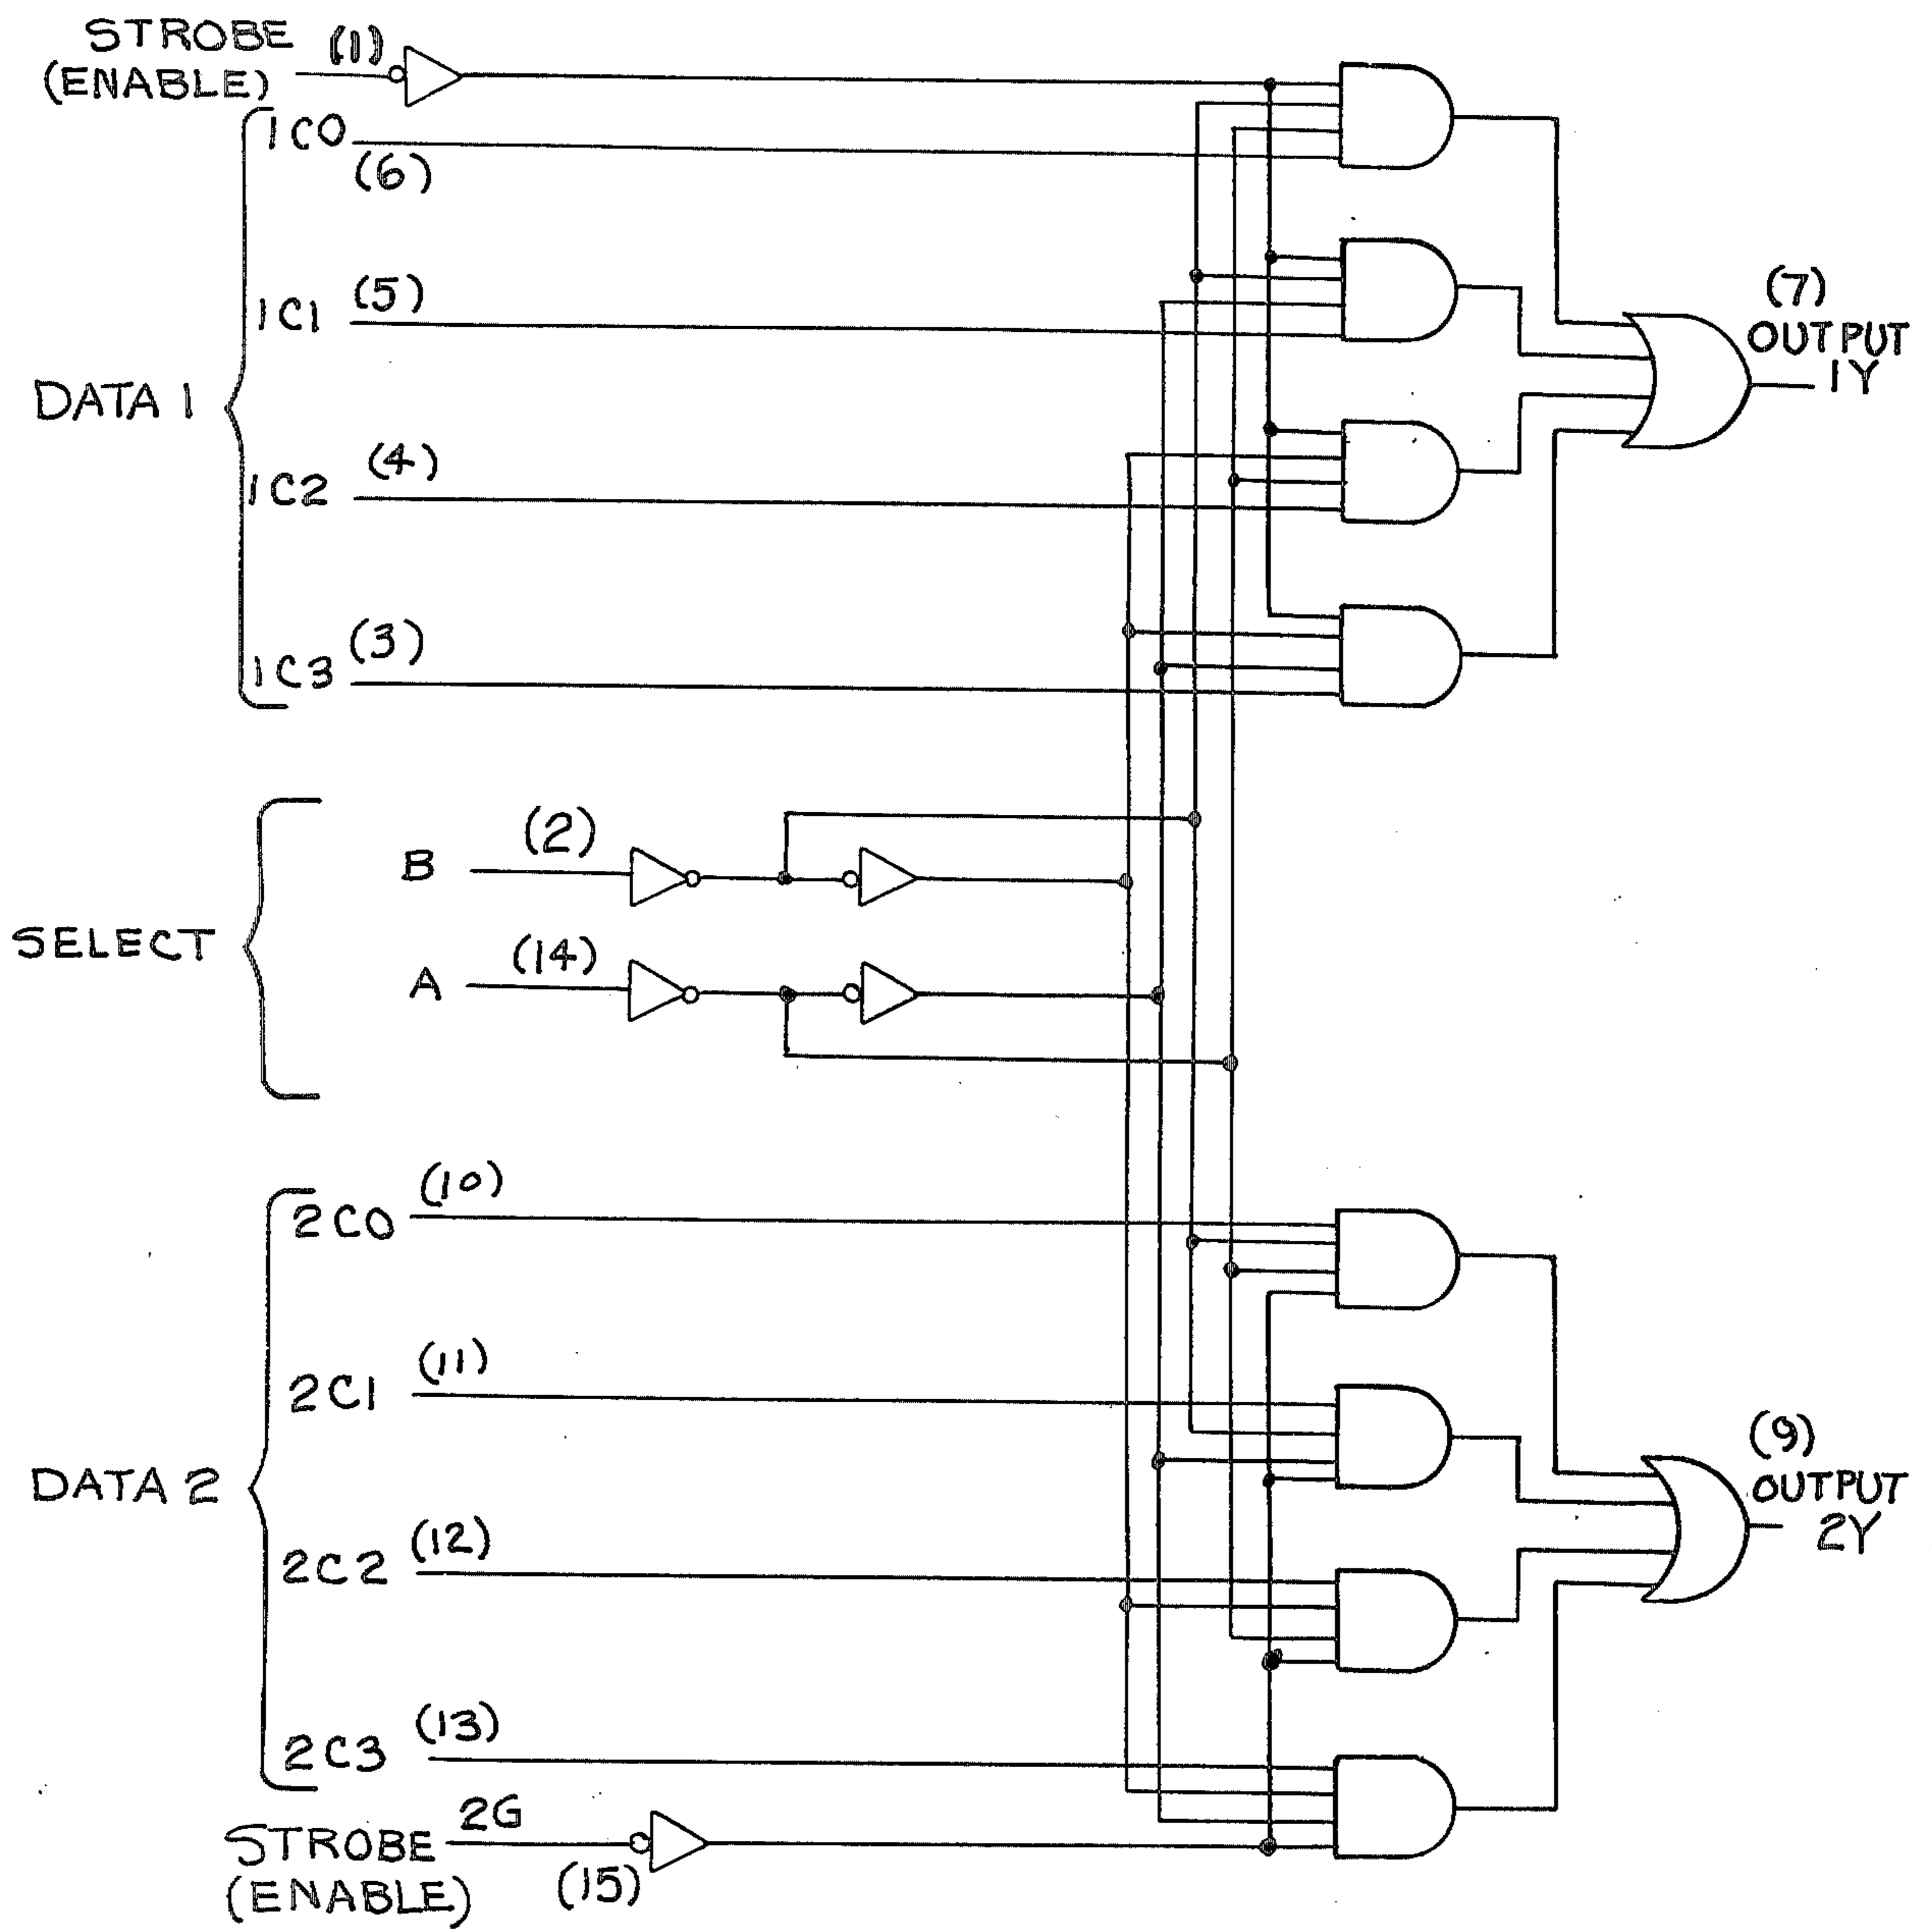 STROBE (1)
(ENABLE)
1C0
(6)
1C1 (5)
DATA 1
1C2 (4)
1C3 (3)
(7)
OUTPUT
1Y
SELECT
B (2)
A (14)
2C0 (10)
2C1 (11)
DATA 2
2C2 (12)
2C3 (13)
(9)
OUTPUT
2Y
STROBE 2G
(ENABLE) (15)